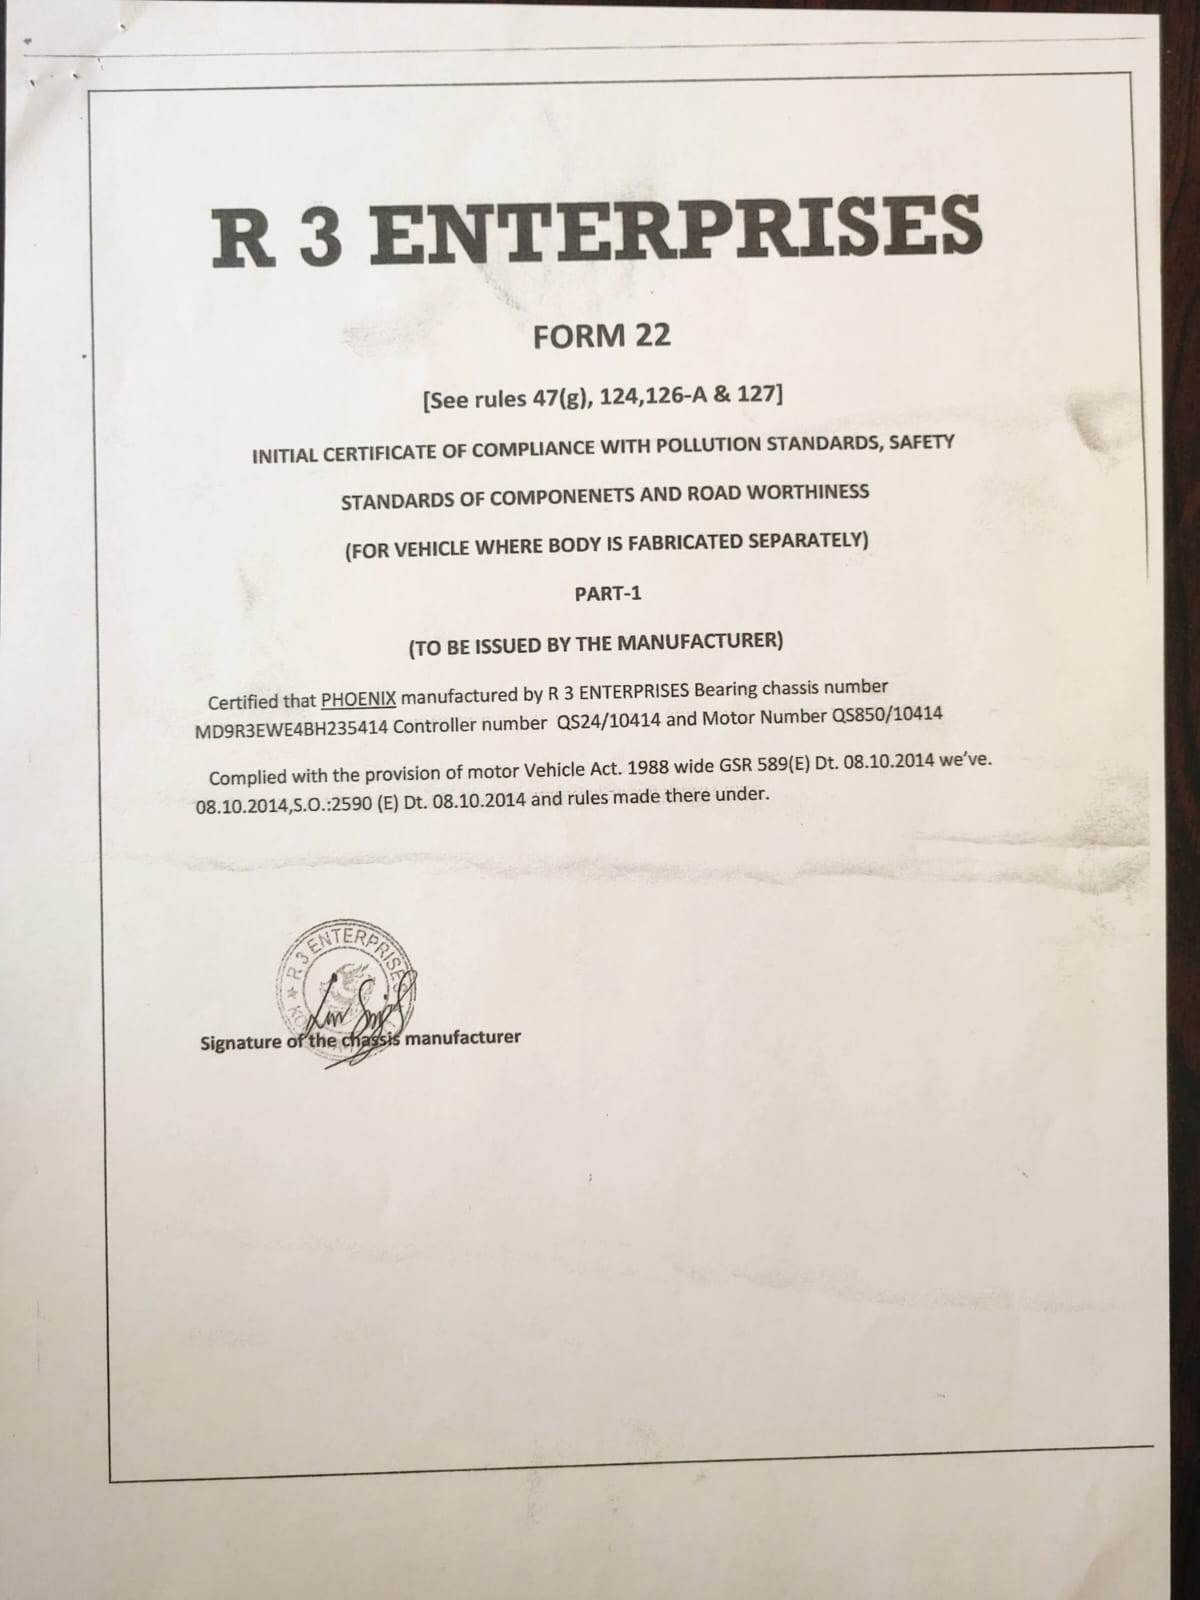 R 3 ENTERPRISES
FORM 22
[See rules 47(g), 124,126-A & 127]
INITIAL CERTIFICATE OF COMPLIANCE WITH POLLUTION STANDARDS, SAFETY
STANDARDS OF COMPONENETS AND ROAD WORTHINESS
(FOR VEHICLE WHERE BODY IS FABRICATED SEPARATELY)
PART-1
(TO BE ISSUED BY THE MANUFACTURER)
Certified that PHOENIX manufactured by R 3 ENTERPRISES Bearing chassis number
MD9R3EWE4BH235414 Controller number QS24/10414 and Motor Number QS850/10414
Complied with the provision of motor Vehicle Act. 1988 wide GSR 589(E) Dt. 08.10.2014 we've.
08.10.2014,S.O.:2590 (E) Dt. 08.10.2014 and rules made there under.
R 3 ENTERPRISES
Signature of the chassis manufacturer